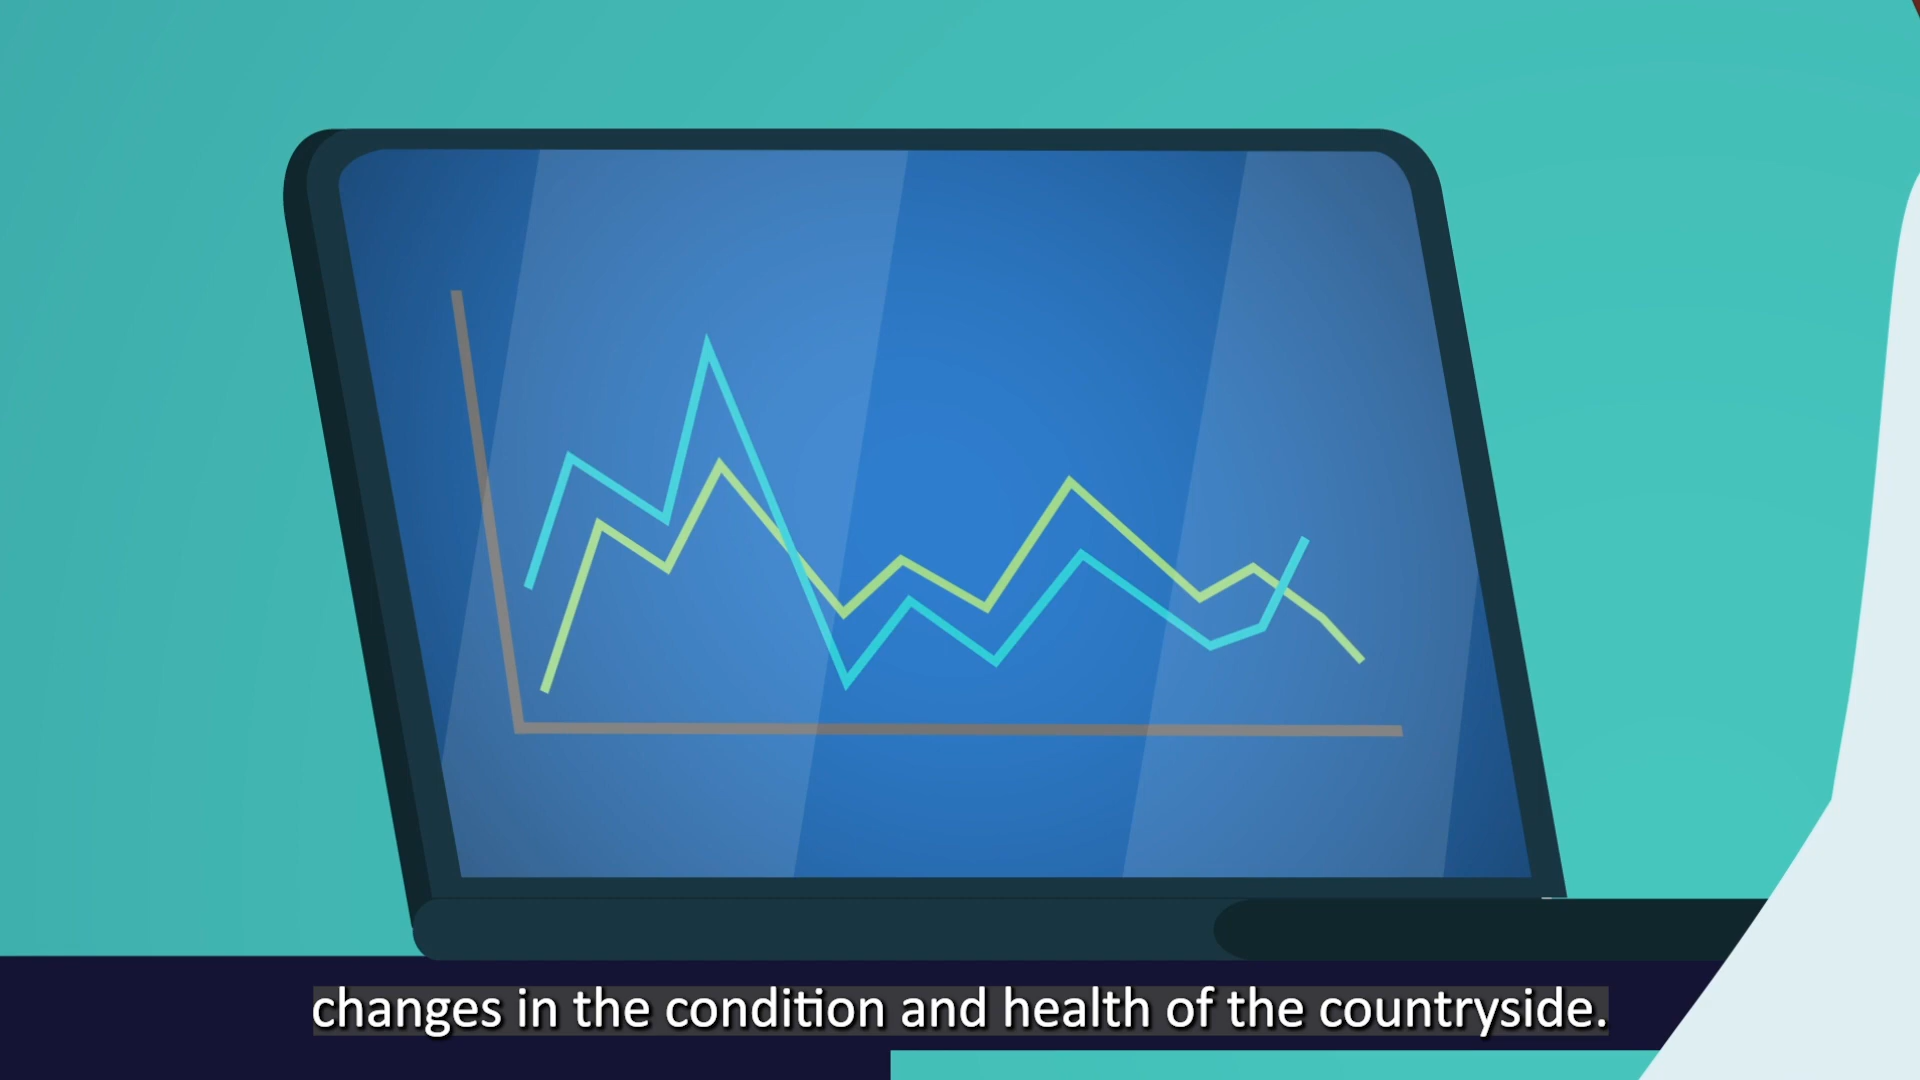 changes in the condition and health of the countryside.